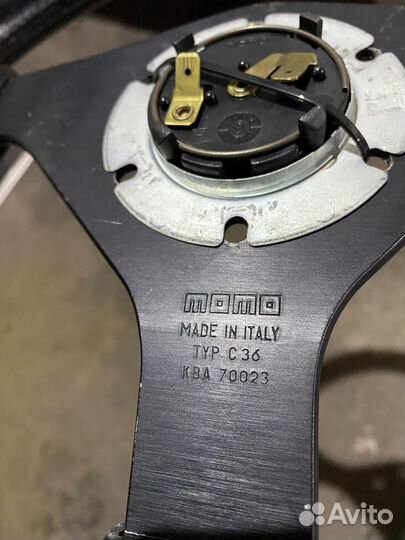 momo
MADE IN ITALY
TYP C36
KBA 70023
Avito